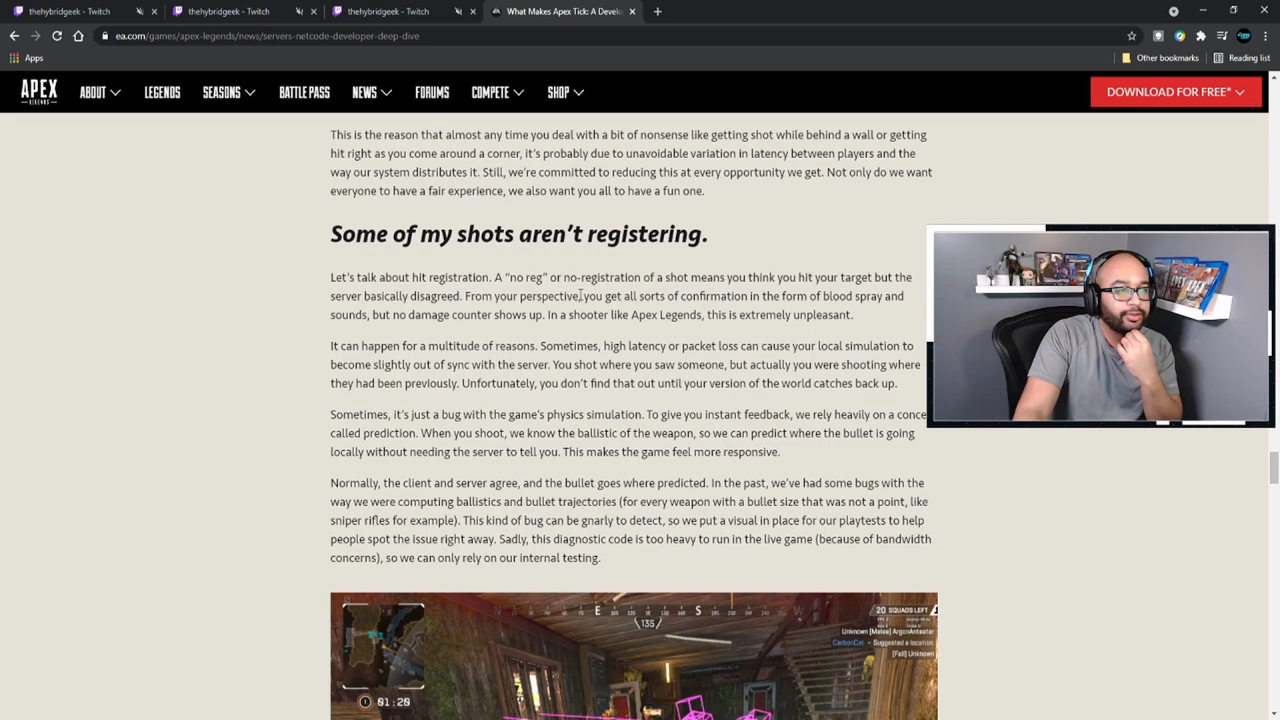 thehybridgeek - Twitch
thehybridgeek - Twitch
thehybridgeek - Twitch
What Makes Apex Tick: A Develo
ea.com/games/apex-legends/news/servers-netcode-developer-deep-dive
Apps
Other bookmarks
Reading list
APEX
LEGENDS
ABOUT
LEGENDS
SEASONS
BATTLE PASS
NEWS
FORUMS
COMPETE
SHOP
DOWNLOAD FOR FREE*
This is the reason that almost any time you deal with a bit of nonsense like getting shot while behind a wall or getting
hit right as you come around a corner, it's probably due to unavoidable variation in latency between players and the
way our system distributes it. Still, we're committed to reducing this at every opportunity we get. Not only do we want
everyone to have a fair experience, we also want you all to have a fun one.
Some of my shots aren't registering.
Let's talk about hit registration. A “no reg” or no-registration of a shot means you think you hit your target but the
server basically disagreed. From your perspective, you get all sorts of confirmation in the form of blood spray and
sounds, but no damage counter shows up. In a shooter like Apex Legends, this is extremely unpleasant.
It can happen for a multitude of reasons. Sometimes, high latency or packet loss can cause your local simulation to
become slightly out of sync with the server. You shot where you saw someone, but actually you were shooting where
they had been previously. Unfortunately, you don't find that out until your version of the world catches back up.
Sometimes, it's just a bug with the game's physics simulation. To give you instant feedback, we rely heavily on a conce
called prediction. When you shoot, we know the ballistic of the weapon, so we can predict where the bullet is going
locally without needing the server to tell you. This makes the game feel more responsive.
Normally, the client and server agree, and the bullet goes where predicted. In the past, we've had some bugs with the
way we were computing ballistics and bullet trajectories (for every weapon with a bullet size that was not a point, like
sniper rifles for example). This kind of bug can be gnarly to detect, so we put a visual in place for our playtests to help
people spot the issue right away. Sadly, this diagnostic code is too heavy to run in the live game (because of bandwidth
concerns), so we can only rely on our internal testing.
E
S
135
20 SQUADS LEFT
Unknown [Melee] ArgonAnteater
CarbonCat - Suggested a location
[Fall] Unknown
1
01:20